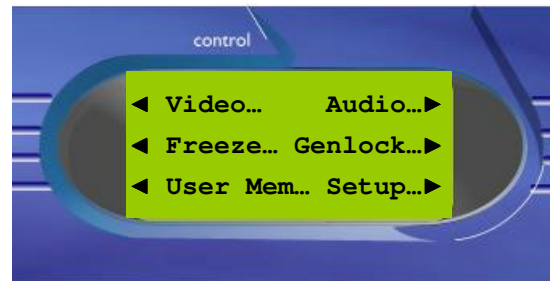 control
◄ Video… Audio…►
◄ Freeze… Genlock…►
◄ User Mem… Setup…►